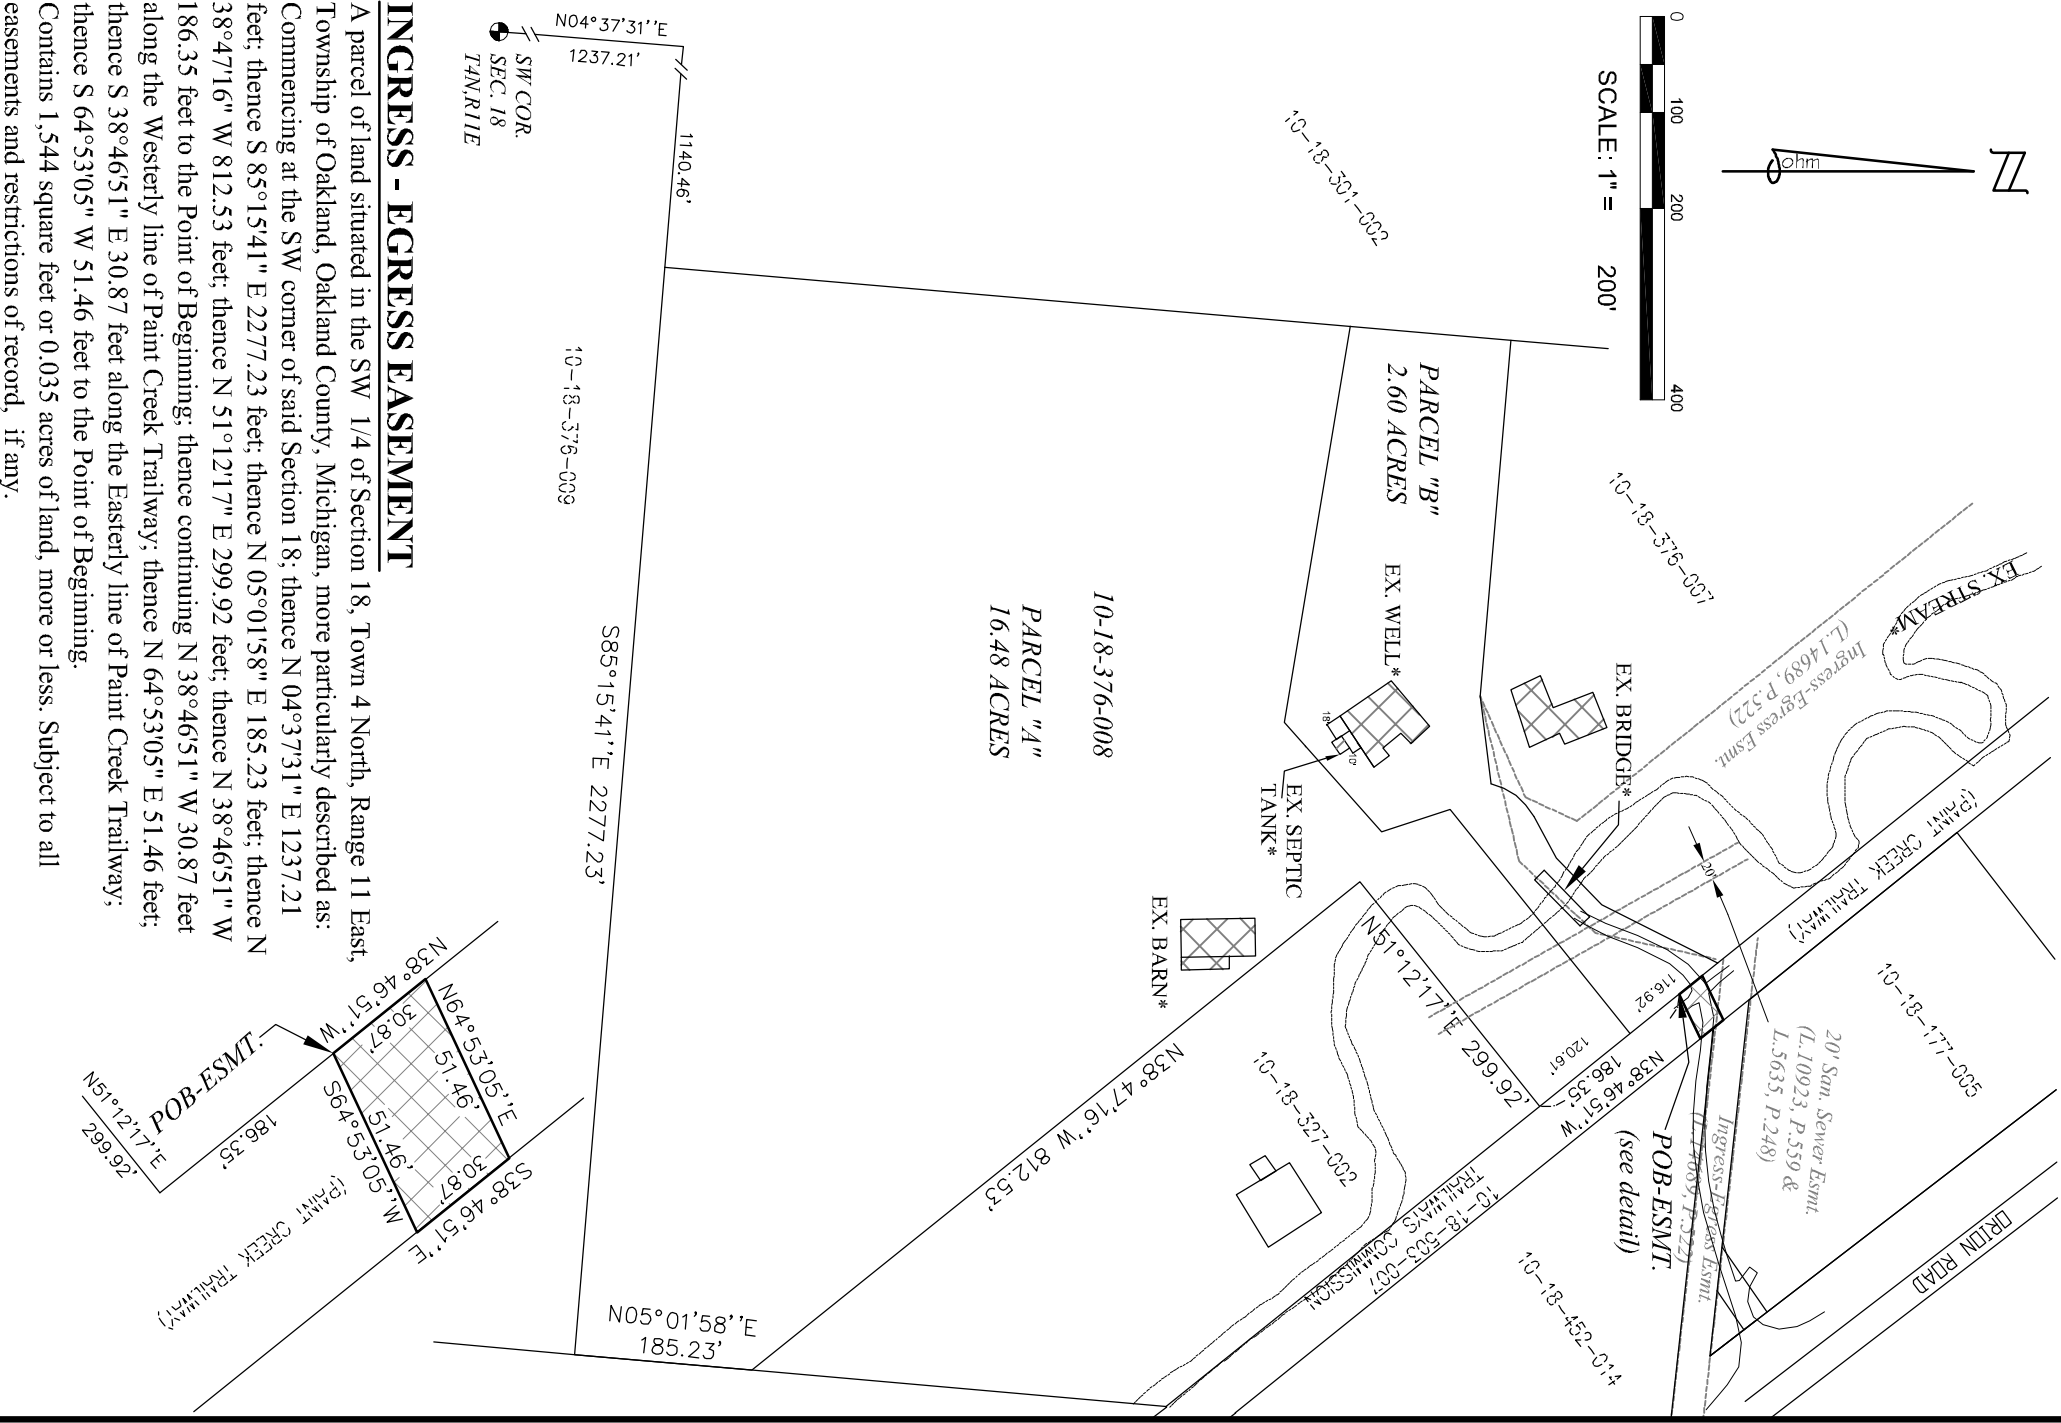 N
ohm
0 100 200 400
SCALE: 1" = 200'
10-18-301-002
10-18-376-007
EX. STREAM*
Ingress-Egress Esmt.
(L.14689, P.522)
PARCEL "B"
2.60 ACRES
EX. WELL*
EX. BRIDGE*
18'
10'
EX. SEPTIC
TANK*
20'
(PAINT CREEK TRAILWAY)
10-18-177-005
20' San. Sewer Esmt.
(L.10923, P.559 &
L.5635, P.248)
Ingress-Egress Esmt.
(L.14689, P.522)
ORION ROAD
POB-ESMT.
(see detail)
116.92'
120.61'
N38°46'51''W
186.35'
N51°12'17''E 299.92'
10-18-376-008
PARCEL "A"
16.48 ACRES
EX. BARN*
10-18-327-002
N38°47'16''W 812.53'
10-18-503-007
TRAILWAYS COMMISSION
10-18-452-014
N04°37'31''E
1237.21'
SW COR.
SEC. 18
T4N,R11E
1140.46'
10-18-376-009
S85°15'41''E 2277.23'
N05°01'58''E
185.23'
INGRESS - EGRESS EASEMENT
A parcel of land situated in the SW 1/4 of Section 18, Town 4 North, Range 11 East,
Township of Oakland, Oakland County, Michigan, more particularly described as:
Commencing at the SW corner of said Section 18; thence N 04°37'31" E 1237.21
feet; thence S 85°15'41" E 2277.23 feet; thence N 05°01'58" E 185.23 feet; thence N
38°47'16" W 812.53 feet; thence N 51°12'17" E 299.92 feet; thence N 38°46'51" W
186.35 feet to the Point of Beginning; thence continuing N 38°46'51" W 30.87 feet
along the Westerly line of Paint Creek Trailway; thence N 64°53'05" E 51.46 feet;
thence S 38°46'51" E 30.87 feet along the Easterly line of Paint Creek Trailway;
thence S 64°53'05" W 51.46 feet to the Point of Beginning.
Contains 1,544 square feet or 0.035 acres of land, more or less. Subject to all
easements and restrictions of record, if any.
N38°46'51''W
30.87'
N64°53'05''E
51.46'
S38°46'51''E
30.87'
S64°53'05''W
51.46'
POB-ESMT.
186.35'
N51°12'17''E
299.92'
(PAINT CREEK TRAILWAY)